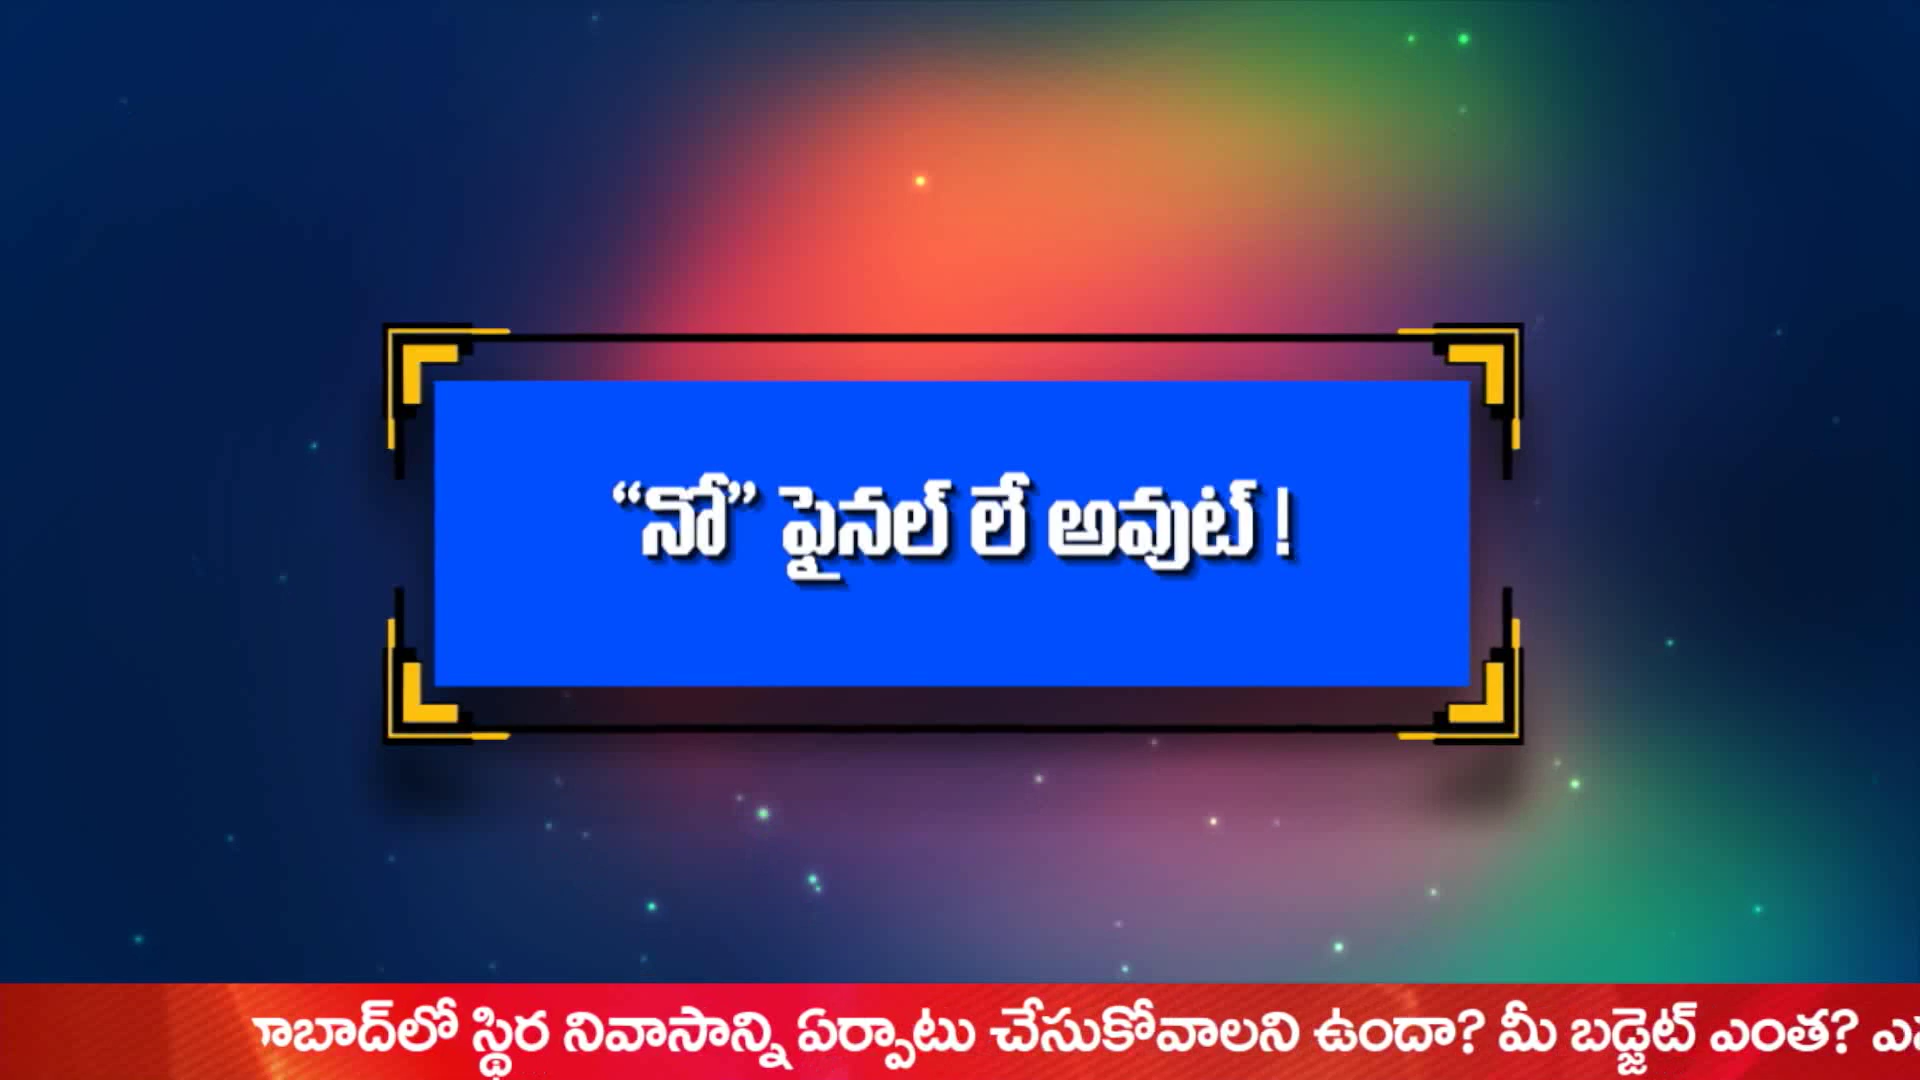 “నో” ఫైనల్ లే అవుట్ !
స్థిర నివాసాన్ని ఏర్పాటు చేసుకోవాలని ఉందా? మీ బడ్జెట్ ఎంత?